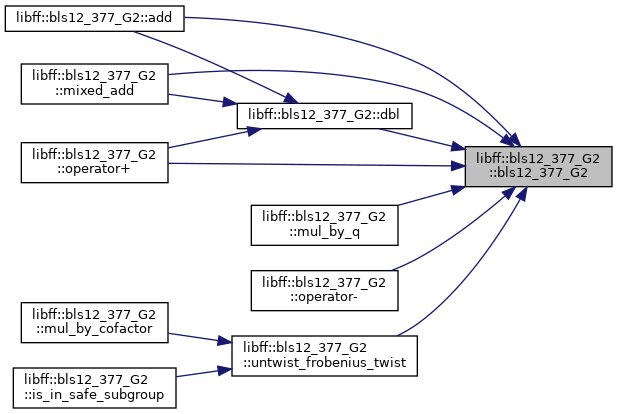 libff::bls12_377_G2::add
libff::bls12_377_G2
::mixed_add
libff::bls12_377_G2::dbl
libff::bls12_377_G2
::operator+
libff::bls12_377_G2
::bls12_377_G2
libff::bls12_377_G2
::mul_by_q
libff::bls12_377_G2
::operator-
libff::bls12_377_G2
::mul_by_cofactor
libff::bls12_377_G2
::untwist_frobenius_twist
libff::bls12_377_G2
::is_in_safe_subgroup